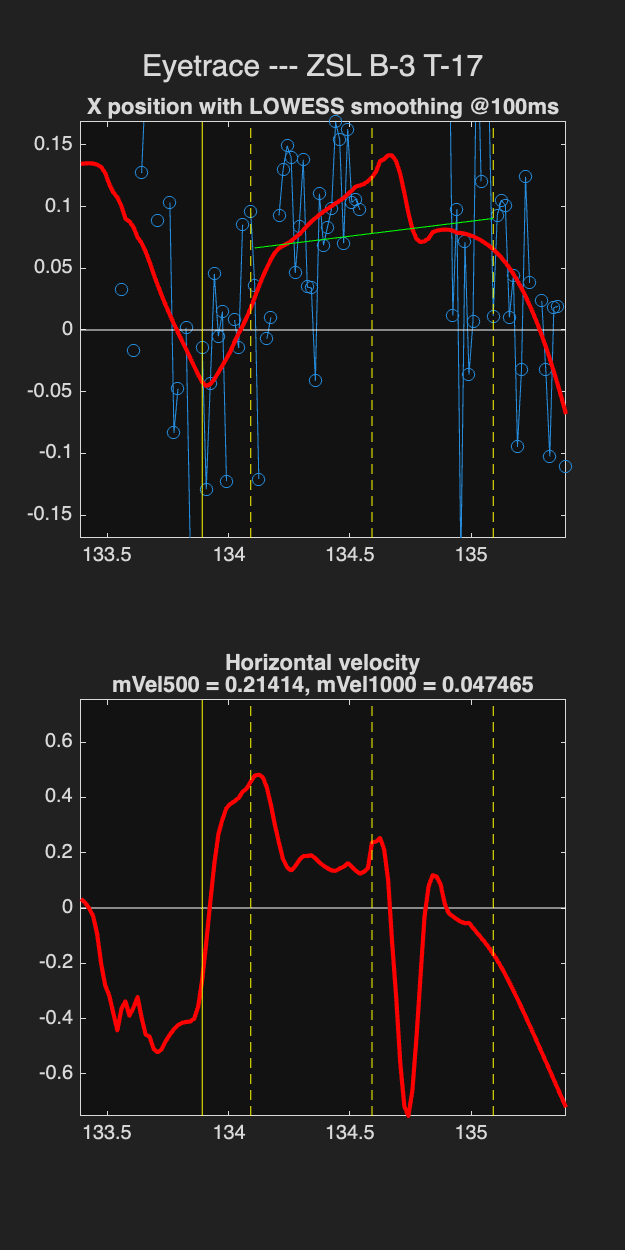 Eyetrace --- ZSL B-3 T-17
X position with LOWESS smoothing @100ms
0.15
0.1
0.05
0
-0.05
-0.1
-0.15
133.5 134 134.5 135
Horizontal velocity
mVel500 = 0.21414, mVel1000 = 0.047465
0.6
0.4
0.2
0
-0.2
-0.4
-0.6
133.5 134 134.5 135